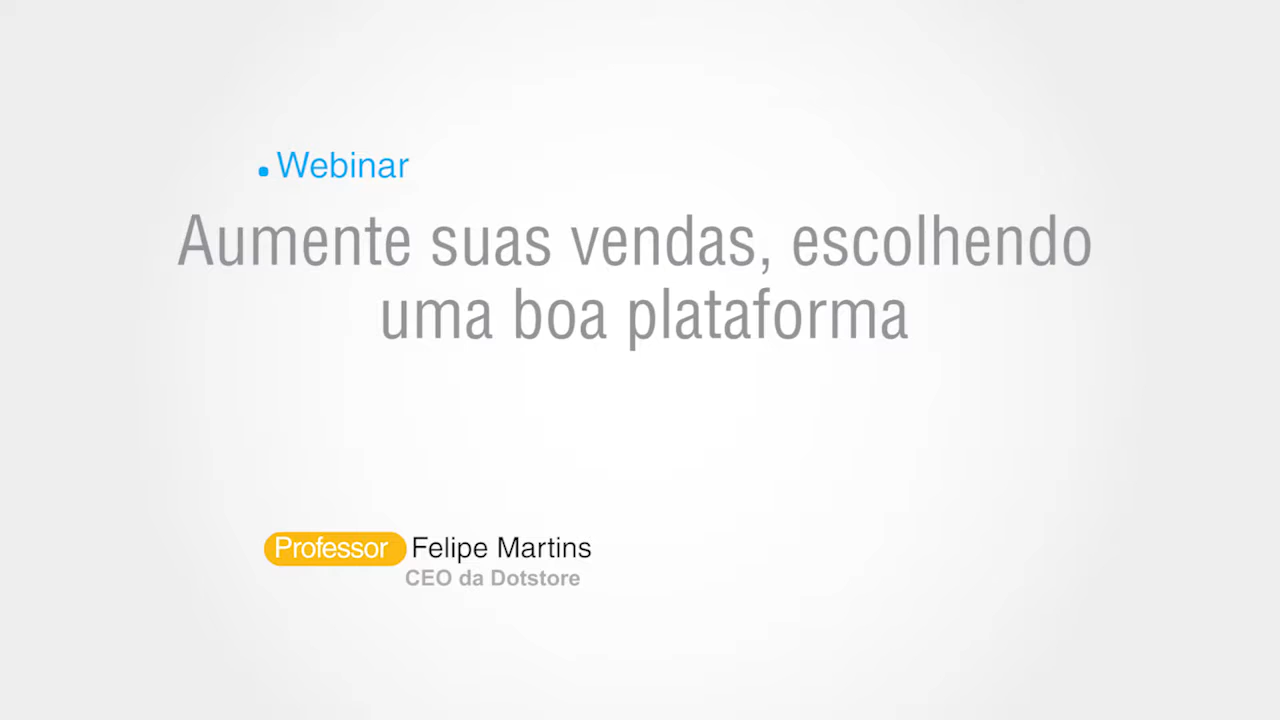 Webinar
Aumente suas vendas, escolhendo
uma boa plataforma
Professor Felipe Martins
CEO da Dotstore